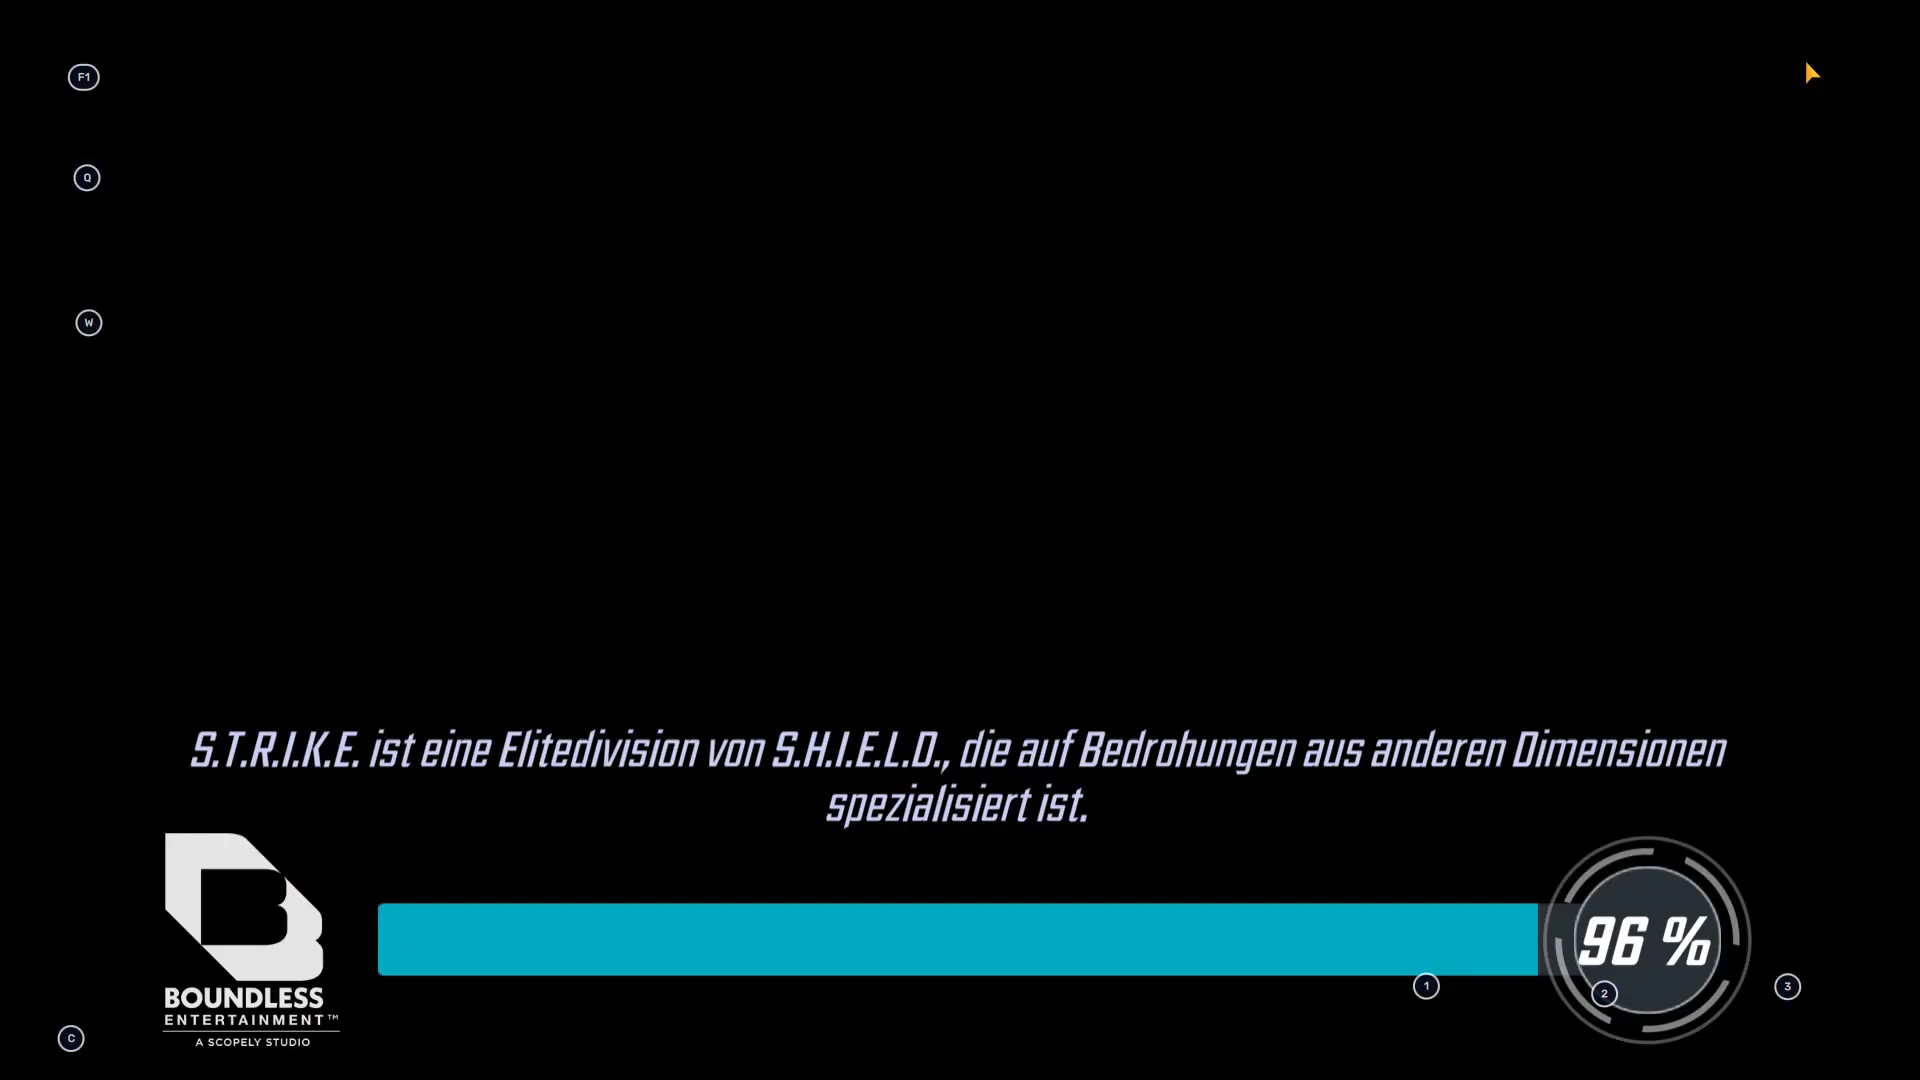 F1
Q
W
S.T.R.I.K.E. ist eine Elitedivision von S.H.I.E.L.D., die auf Bedrohungen aus anderen Dimensionen
spezialisiert ist.
96 %
1
2
3
BOUNDLESS
ENTERTAINMENT™
A SCOPELY STUDIO
C